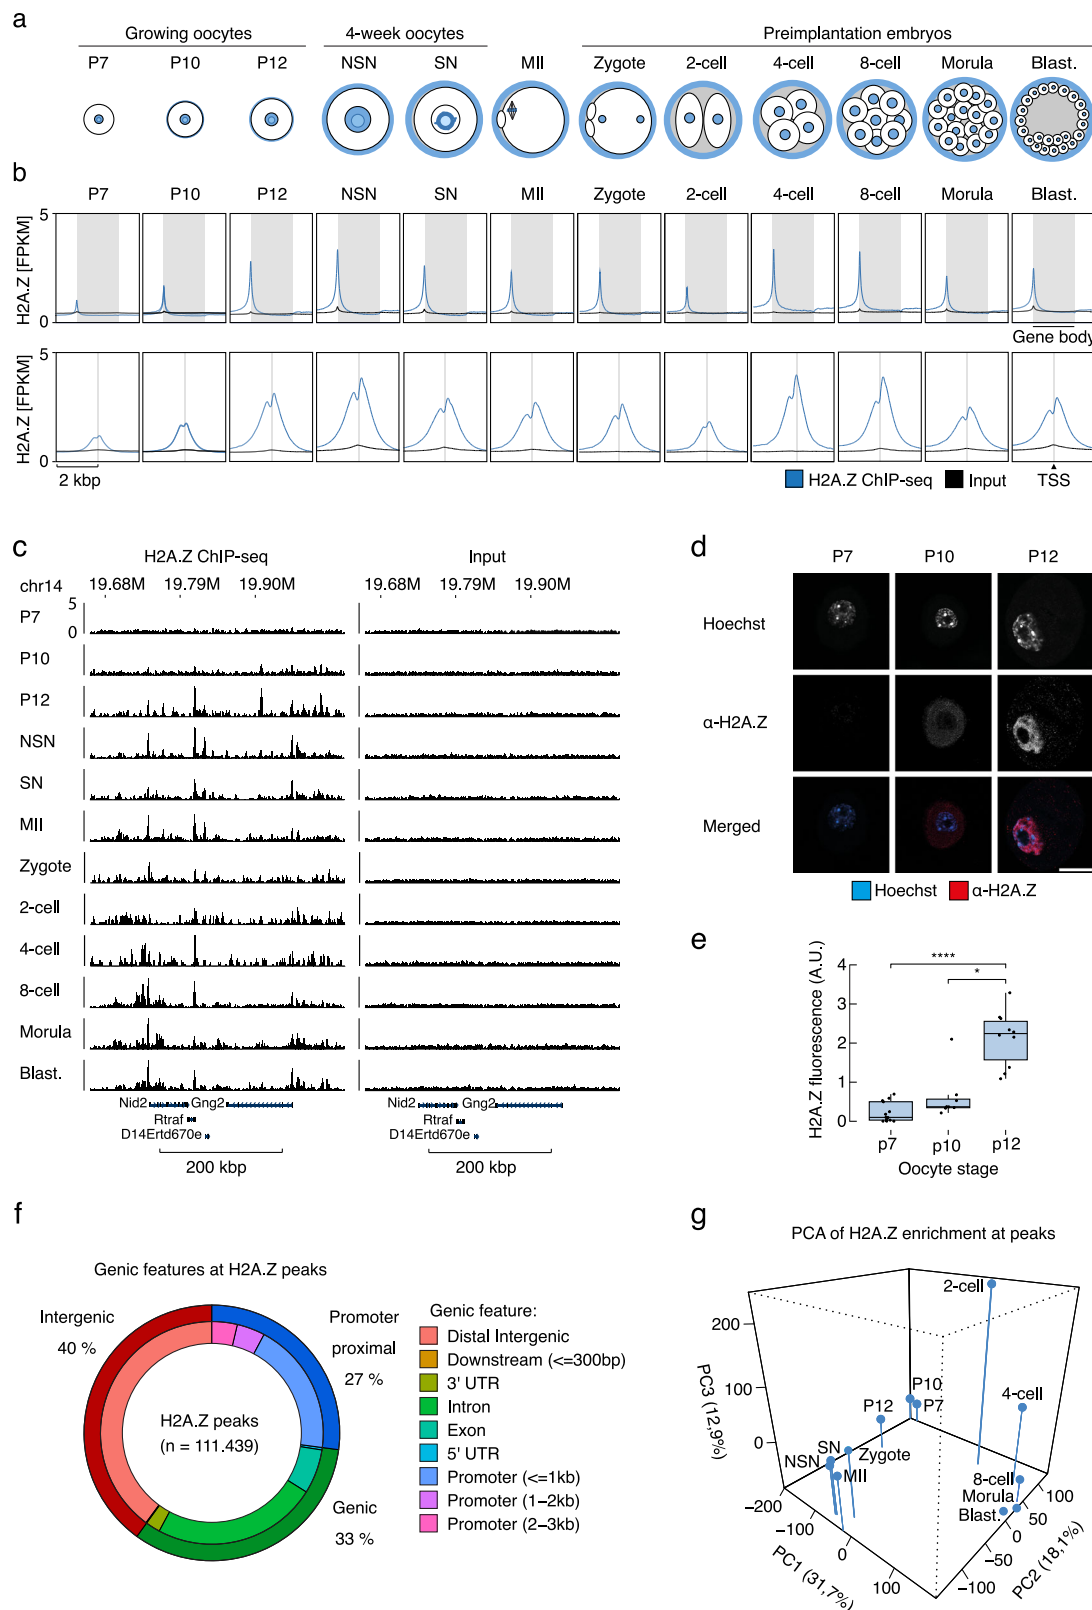 a
Growing oocytes
4-week oocytes
Preimplantation embryos
P7
P10
P12
NSN
SN
MII
Zygote
2-cell
4-cell
8-cell
Morula
Blast.
b
P7
P10
P12
NSN
SN
MII
Zygote
2-cell
4-cell
8-cell
Morula
Blast.
H2A.Z [FPKM]
5
0
Gene body
H2A.Z [FPKM]
5
0
2 kbp
H2A.Z ChIP-seq
Input
TSS
c
H2A.Z ChIP-seq
Input
chr14
19.68M
19.79M
19.90M
19.68M
19.79M
19.90M
P7
5
0
P10
P12
NSN
SN
MII
Zygote
2-cell
4-cell
8-cell
Morula
Blast.
Nid2
Gng2
Rtraf
D14Ertd670e
200 kbp
Nid2
Gng2
Rtraf
D14Ertd670e
200 kbp
d
P7
P10
P12
Hoechst
α-H2A.Z
Merged
Hoechst
α-H2A.Z
e
H2A.Z fluorescence (A.U.)
4
3
2
1
0
****
*
p7
p10
p12
Oocyte stage
f
Genic features at H2A.Z peaks
Intergenic
40 %
Promoter
proximal
27 %
Genic
33 %
H2A.Z peaks
(n = 111.439)
Genic feature:
Distal Intergenic
Downstream (<=300bp)
3' UTR
Intron
Exon
5' UTR
Promoter (<=1kb)
Promoter (1–2kb)
Promoter (2–3kb)
g
PCA of H2A.Z enrichment at peaks
2-cell
4-cell
P10
P7
P12
SN
Zygote
NSN
MII
8-cell
Morula
Blast.
PC3 (12,9%)
200
100
0
PC1 (31,7%)
−200
−100
0
100
PC2 (18,1%)
−100
−50
0
50
100